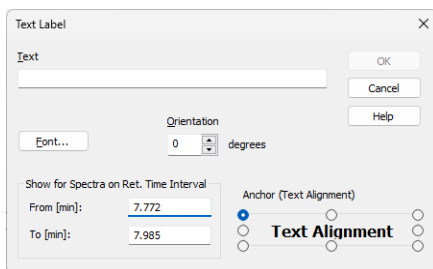 Text Label
Text
OK
Cancel
Help
Orientation
Font...
0
degrees
Show for Spectra on Ret. Time Interval
From [min]:
7.772
To [min]:
7.985
Anchor (Text Alignment)
Text Alignment